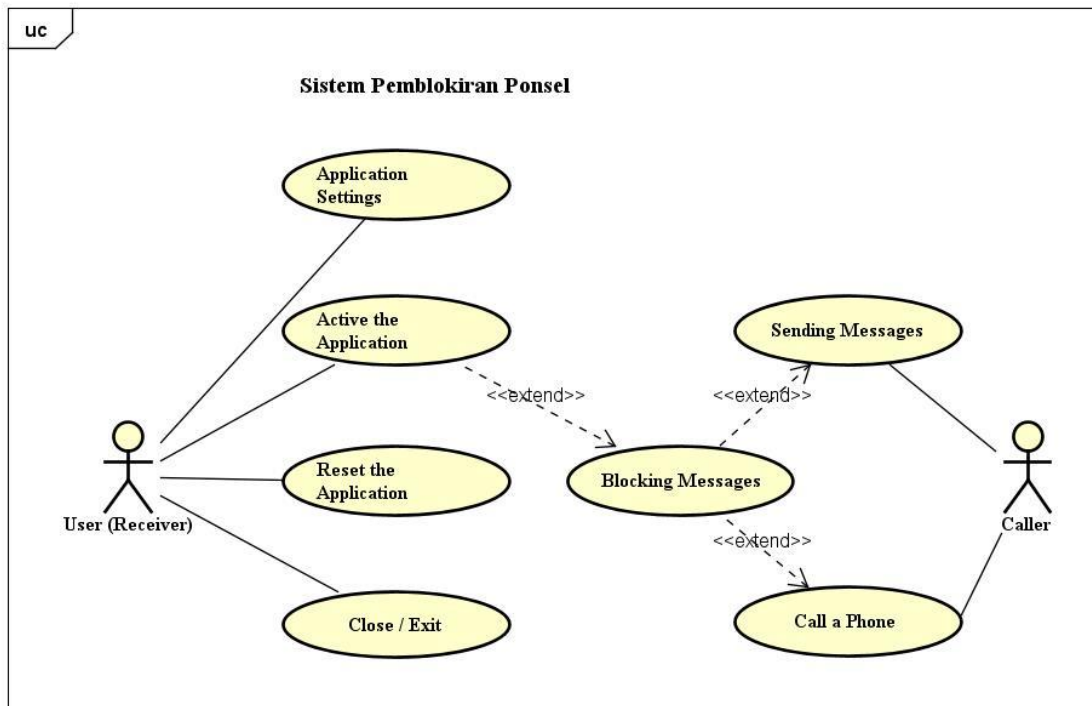 uc
Sistem Pemblokiran Ponsel
Application
Settings
Active the
Application
Sending Messages
<<extend>>
<<extend>>
Reset the
Application
Blocking Messages
User (Receiver)
Caller
<<extend>>
Close / Exit
Call a Phone